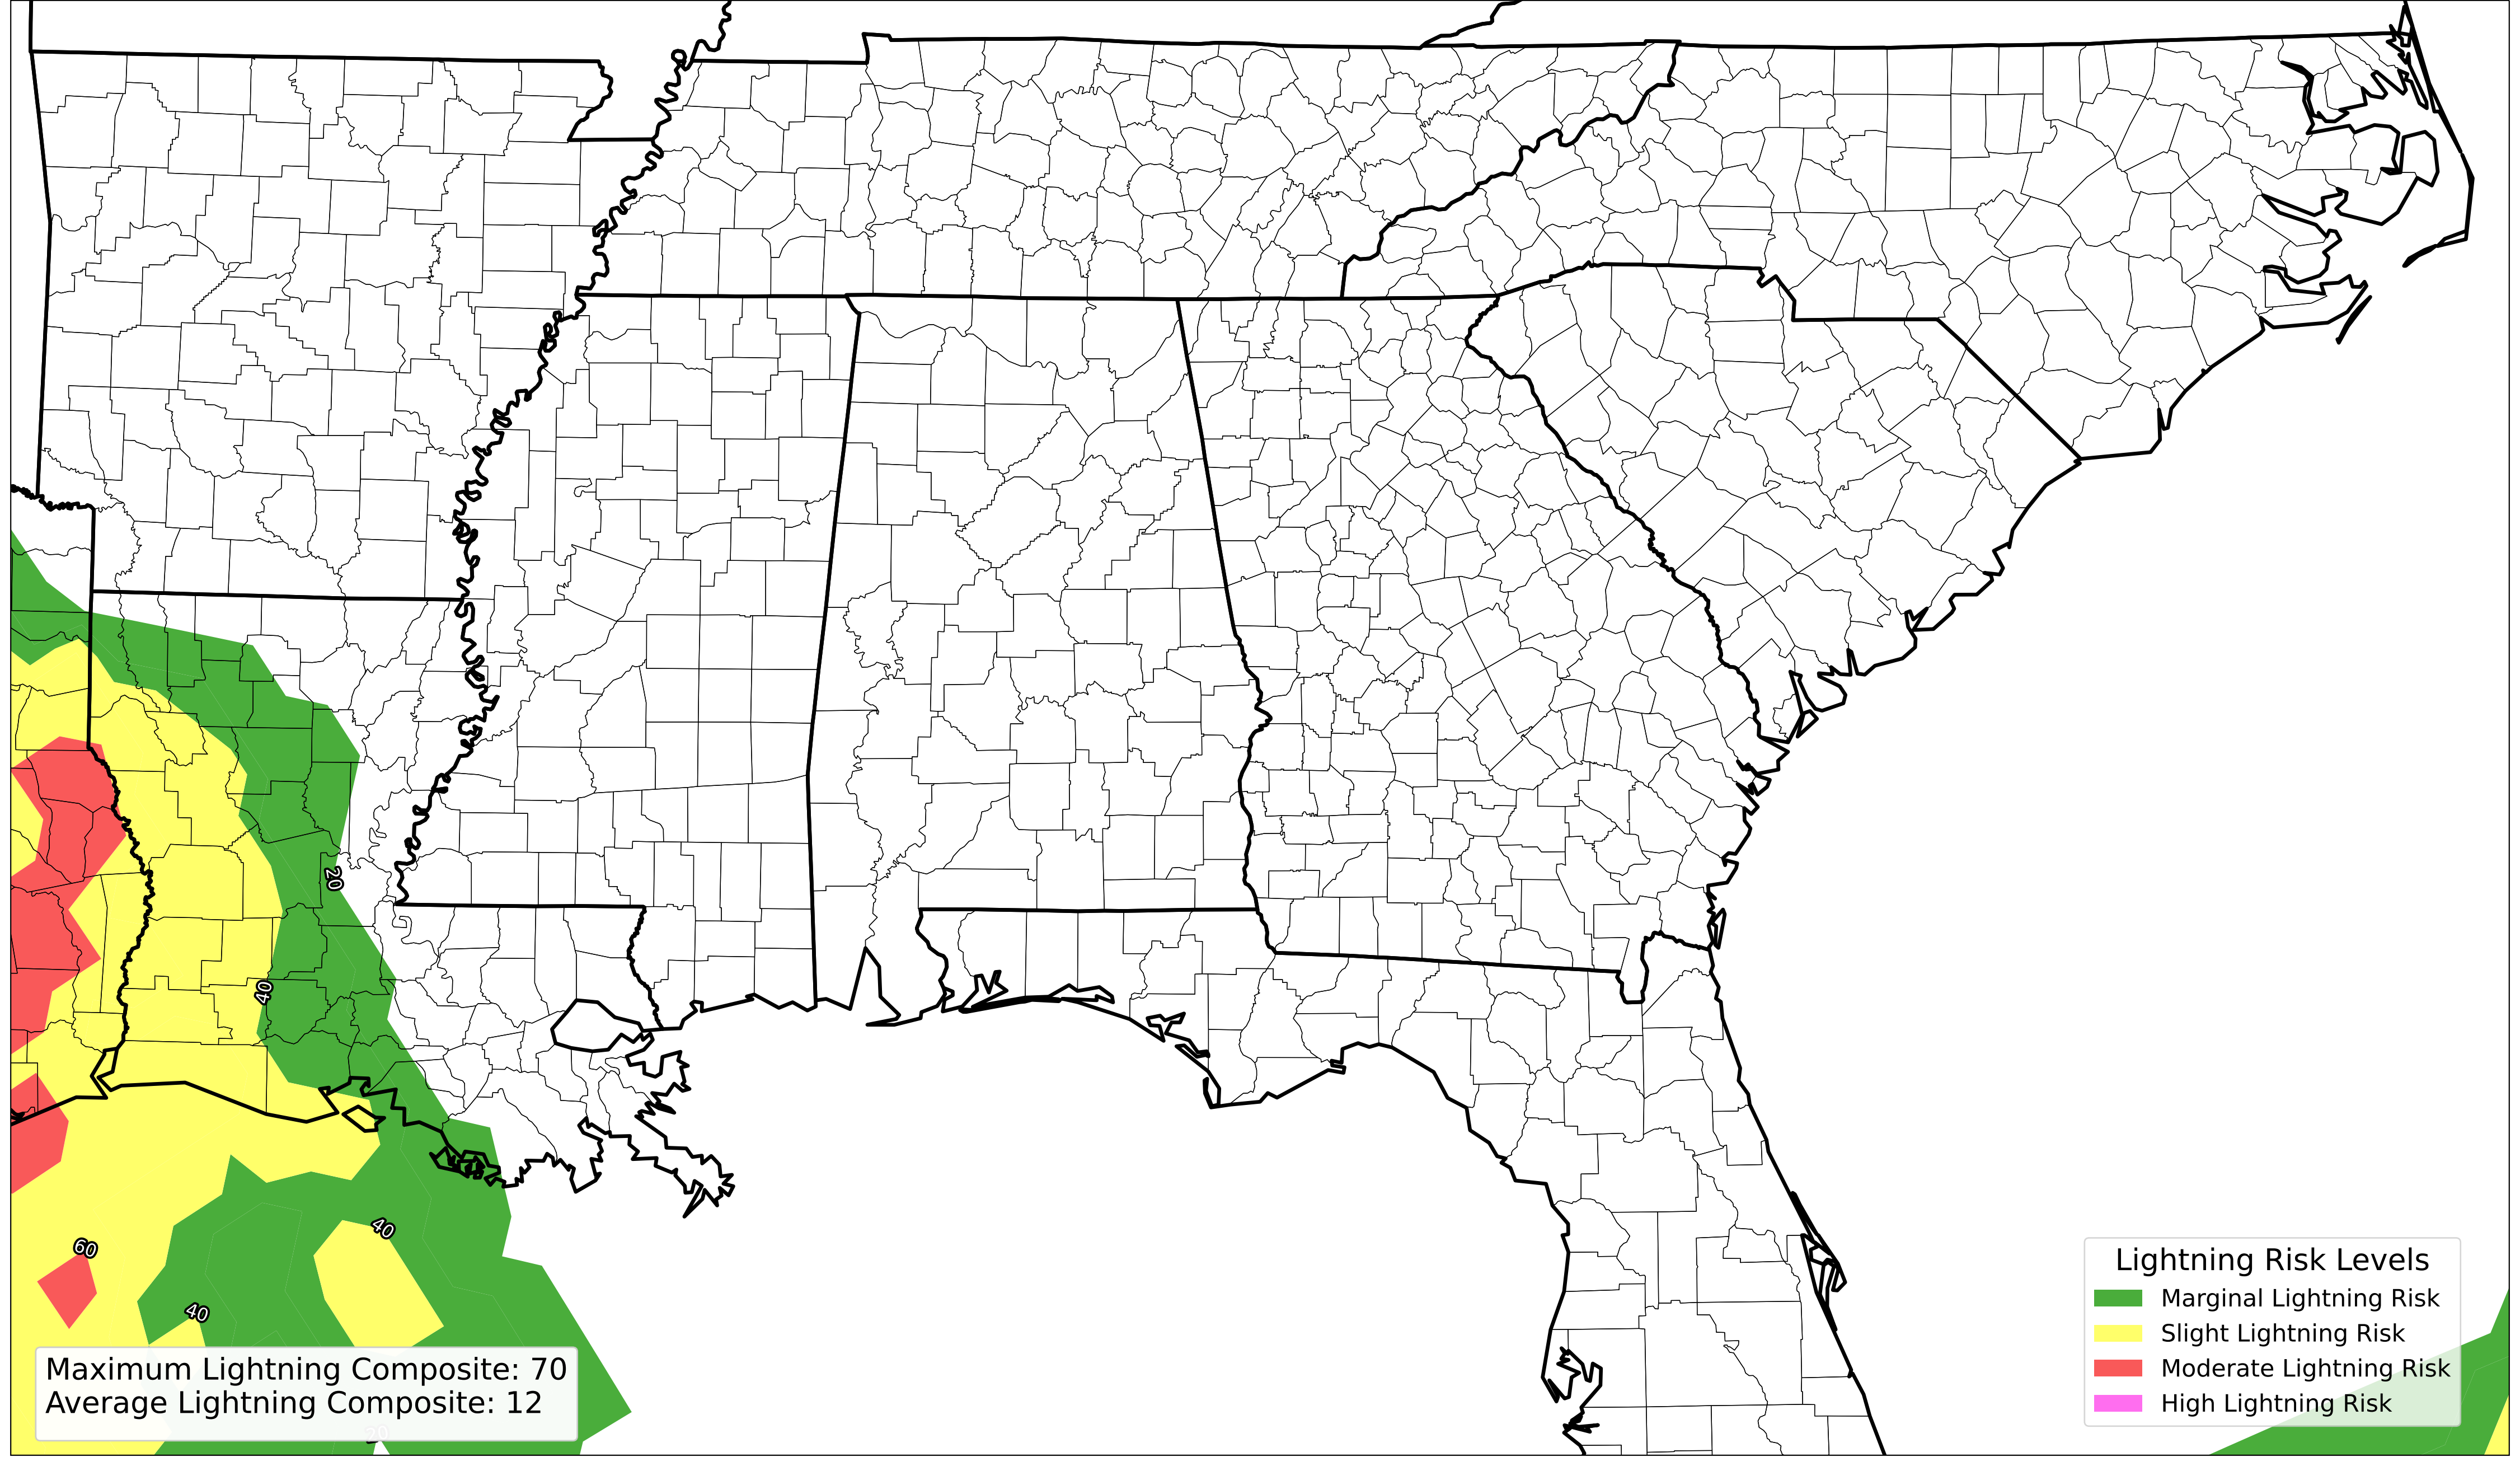 20
40
40
60
40
Lightning Risk Levels
Marginal Lightning Risk
Slight Lightning Risk
Moderate Lightning Risk
High Lightning Risk
Maximum Lightning Composite: 70
Average Lightning Composite: 12
20